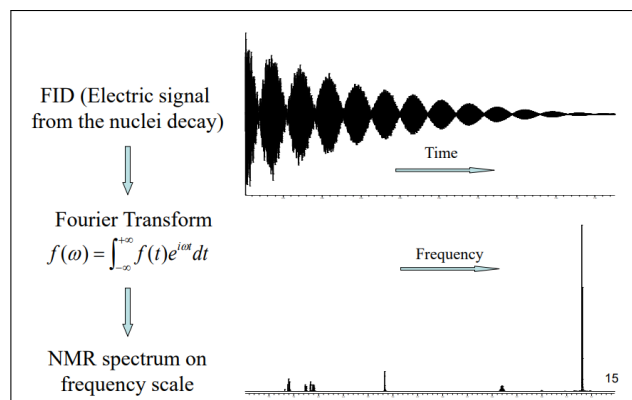 FID (Electric signal
from the nuclei decay)
Time
Fourier Transform
f(ω) = ∫_{-∞}^{+∞} f(t)e^{iωt}dt
Frequency
NMR spectrum on
frequency scale
15